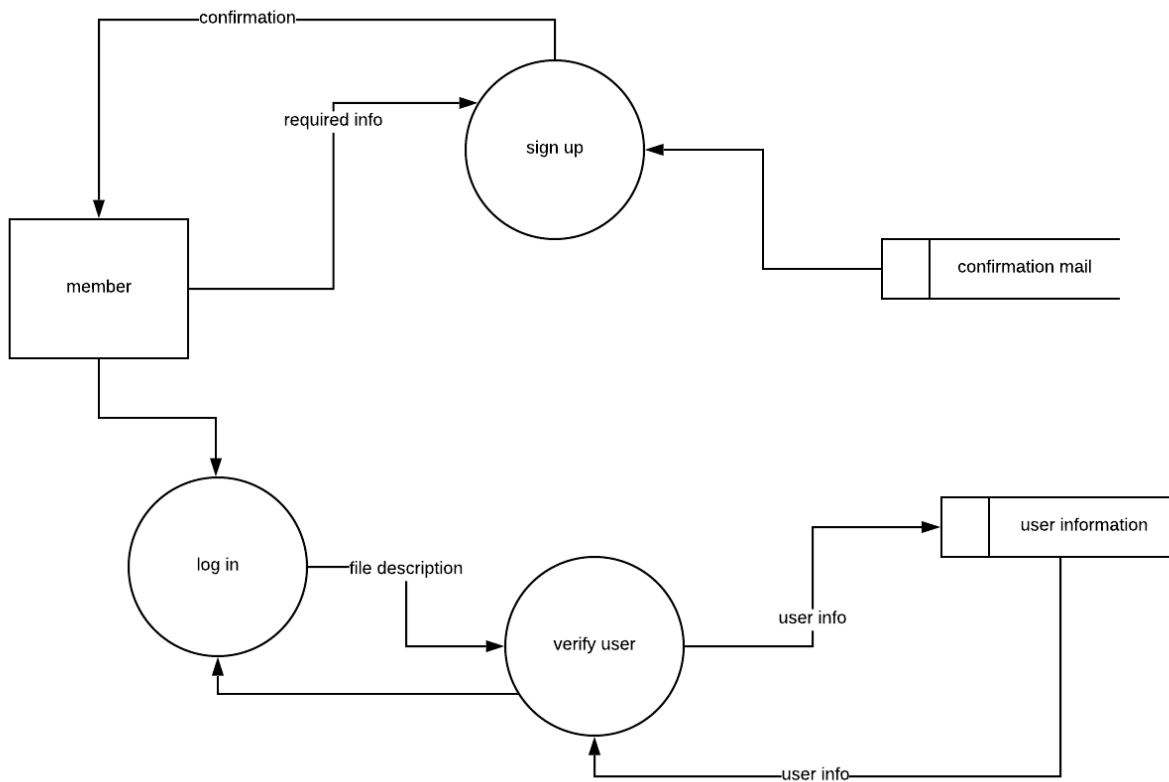 confirmation
required info
sign up
confirmation mail
member
user information
log in
file description
user info
verify user
user info